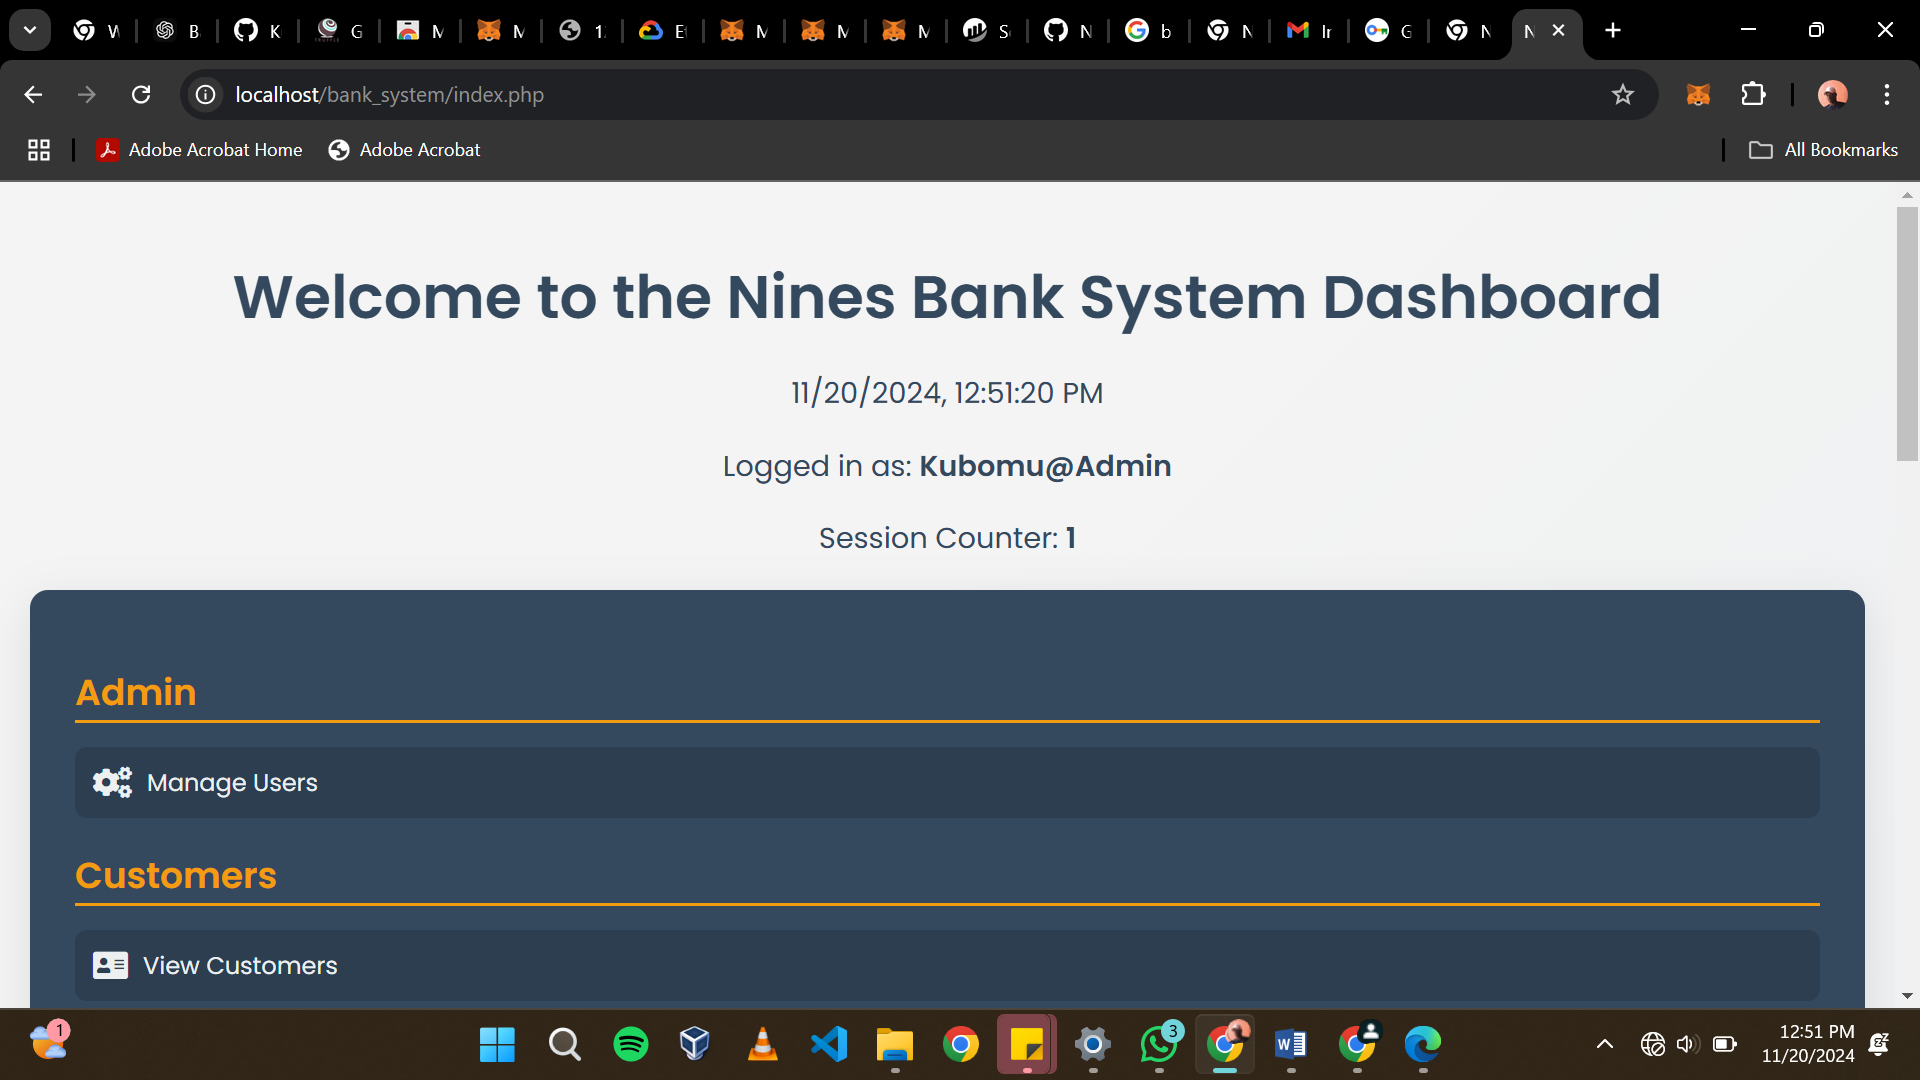 W B K G M M 1: E M M M S N b N Ir G N N
localhost/bank_system/index.php
Adobe Acrobat Home Adobe Acrobat All Bookmarks
Welcome to the Nines Bank System Dashboard
11/20/2024, 12:51:20 PM
Logged in as: Kubomu@Admin
Session Counter: 1
Admin
Manage Users
Customers
View Customers
1
3
12:51 PM
11/20/2024